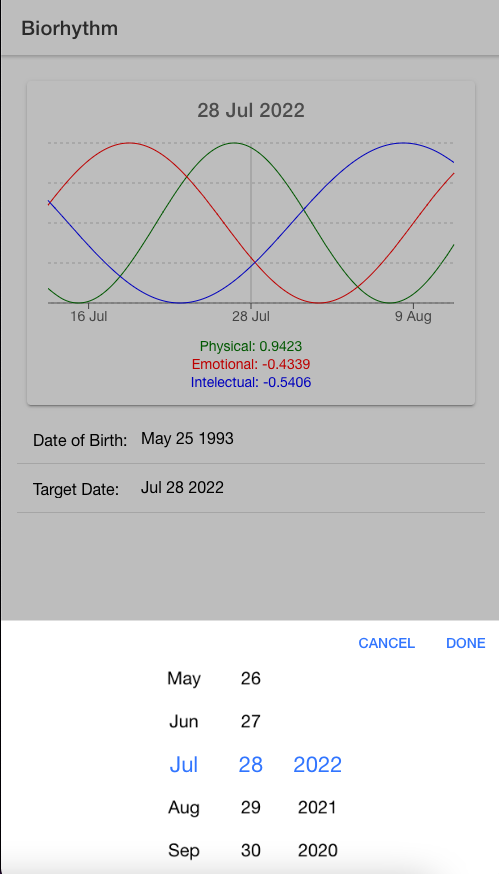 Biorhythm
28 Jul 2022
16 Jul 28 Jul 9 Aug
Physical: 0.9423
Emotional: -0.4339
Intelectual: -0.5406
Date of Birth: May 25 1993
Target Date: Jul 28 2022
CANCEL DONE
May 26
Jun 27
Jul 28 2022
Aug 29 2021
Sep 30 2020